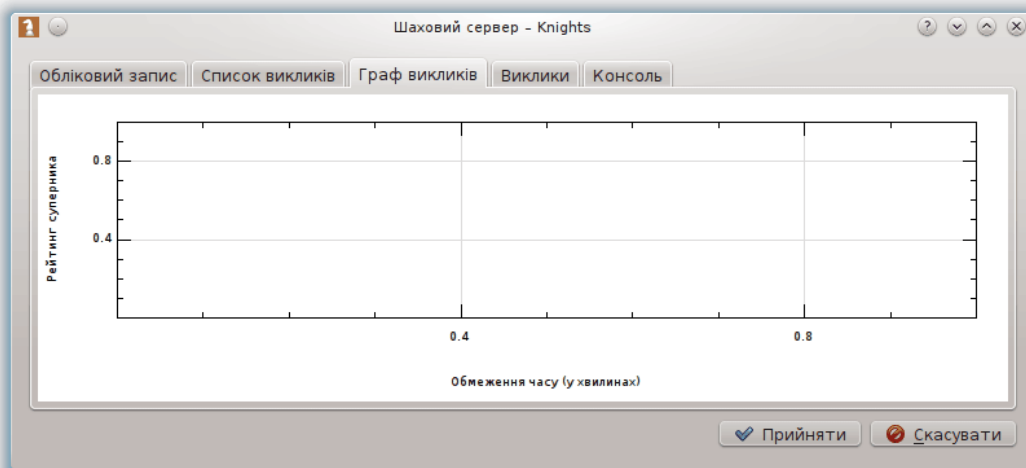 Шаховий сервер – Knights
Обліковий запис
Список викликів
Граф викликів
Виклики
Консоль
Рейтинг суперника
0.8
0.4
0.4
0.8
Обмеження часу (у хвилинах)
Прийняти
Скасувати